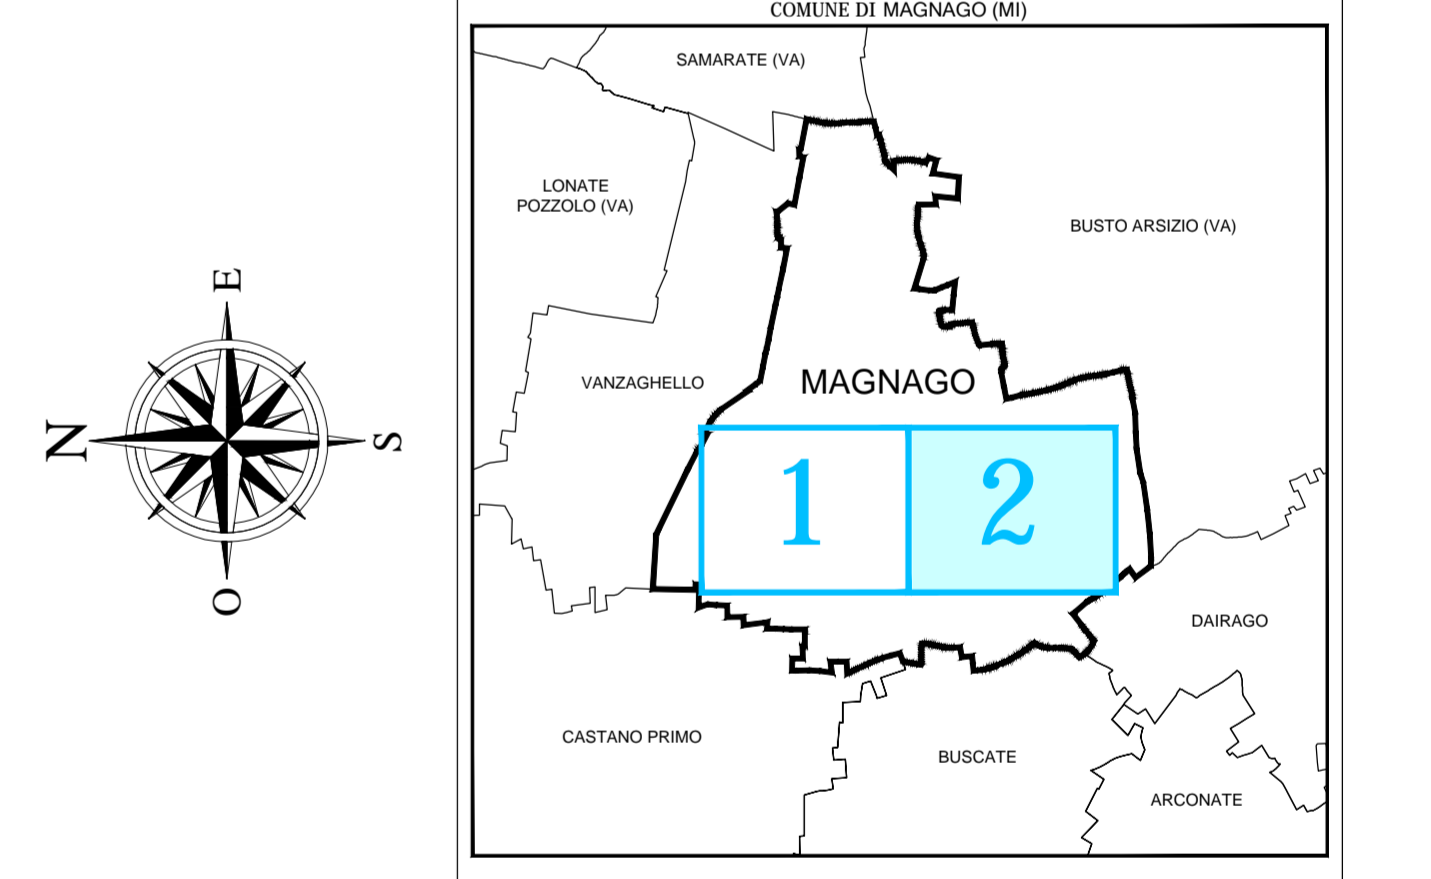 COMUNE DI MAGNAGO (MI)
SAMARATE (VA)
LONATE
POZZOLO (VA)
BUSTO ARSIZIO (VA)
E
N
S
O
VANZAGHELLO
MAGNAGO
1
2
DAIRAGO
CASTANO PRIMO
BUSCATE
ARCONATE